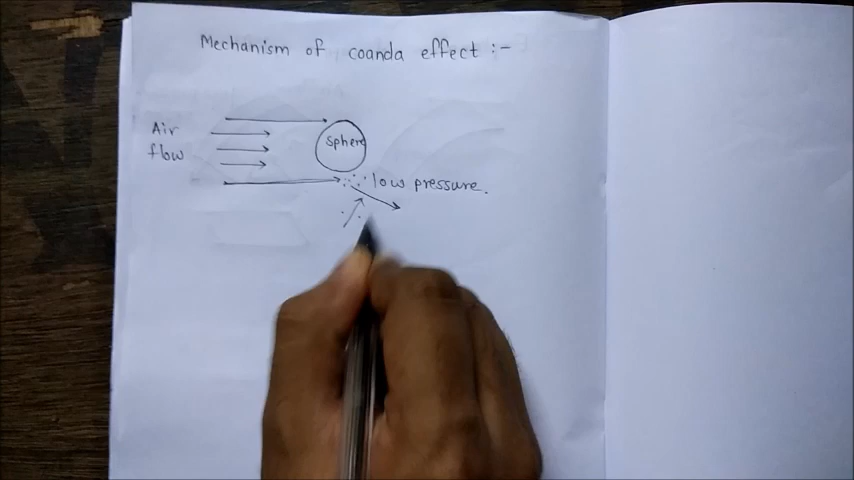 Mechanism of coanda effect :-
Air
flow
Sphere
low pressure.